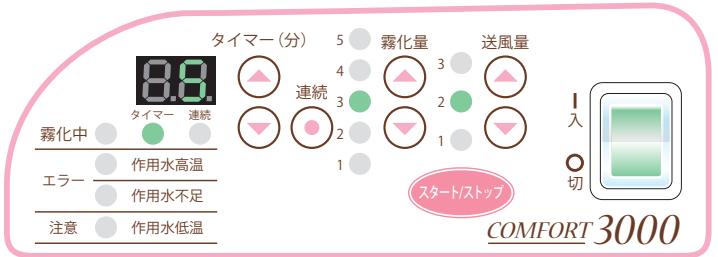 タイマー(分)
5
霧化量
送風量
4
3
連続
3
2
2
1
1
5
タイマー 連続
霧化中
エラー
作用水高温
作用水不足
注意
作用水低温
スタート/ストップ
I
入
O
切
COMFORT 3000